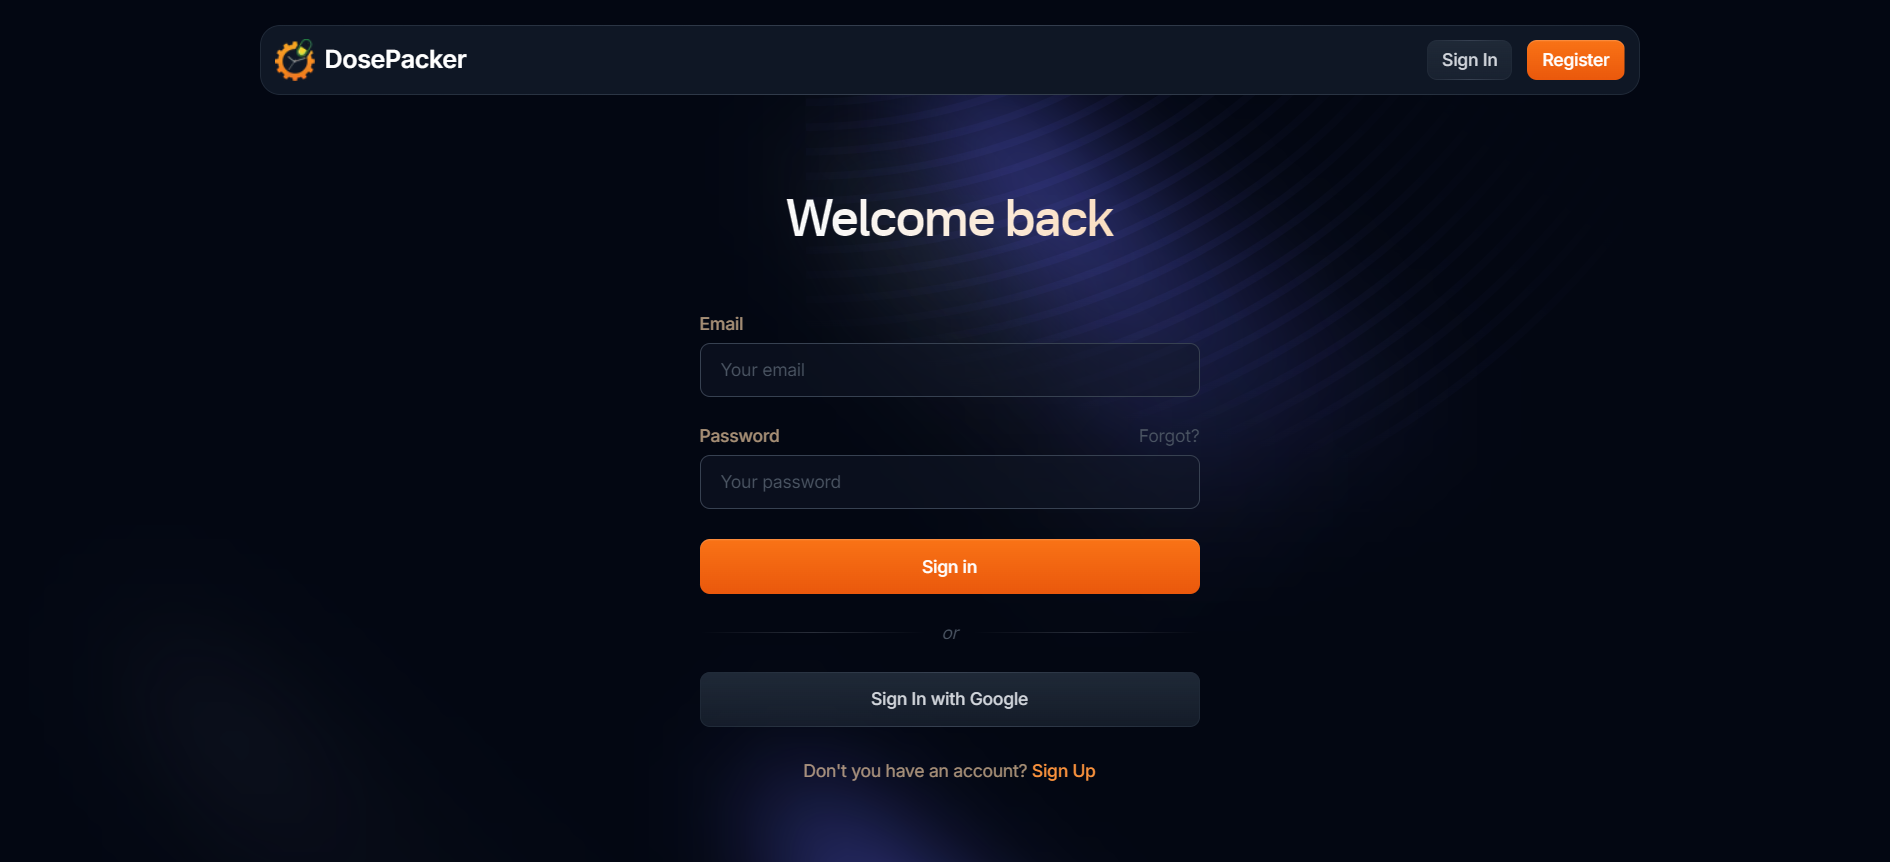 DosePacker
Sign In
Register
Welcome back
Email
Your email
Password
Forgot?
Your password
Sign in
or
Sign In with Google
Don't you have an account? Sign Up